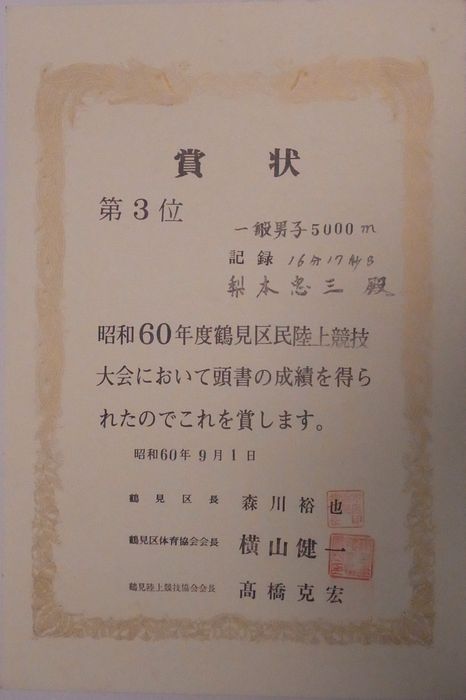 賞状
第3位
一般男子5000m
記録 16分17秒8
梨本忠三殿
昭和60年度鶴見区民陸上競技
大会において頭書の成績を得ら
れたのでこれを賞します。
昭和60年9月1日
鶴見区長 森川裕也
鶴見区体育協会会長 横山健一
鶴見陸上競技協会会長 髙橋克宏